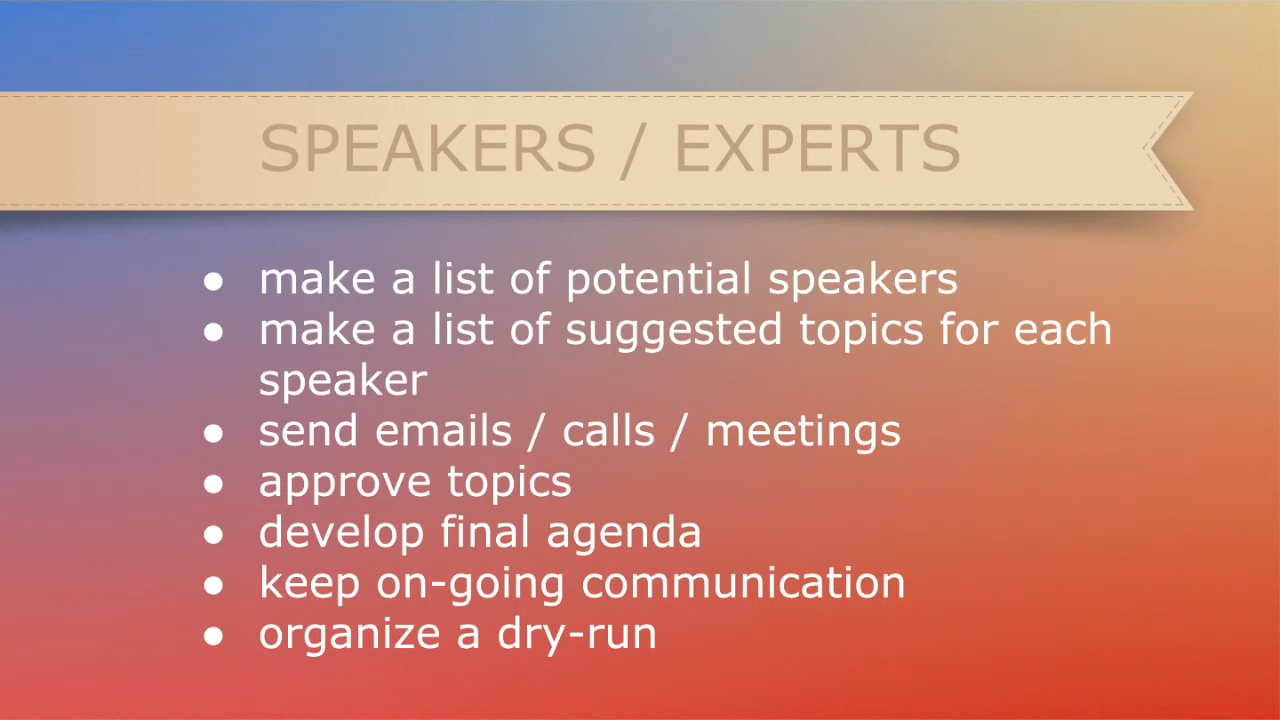 SPEAKERS / EXPERTS
● make a list of potential speakers
● make a list of suggested topics for each
speaker
● send emails / calls / meetings
● approve topics
● develop final agenda
● keep on-going communication
● organize a dry-run